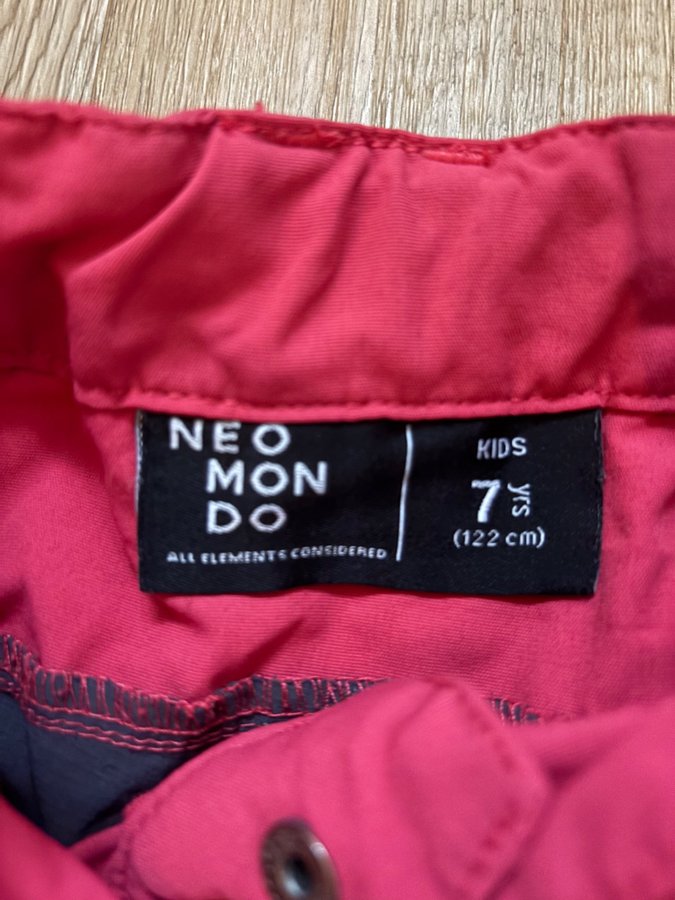 NEO
MON
DO
ALL ELEMENTS CONSIDERED
KIDS
7 yrs
(122 cm)